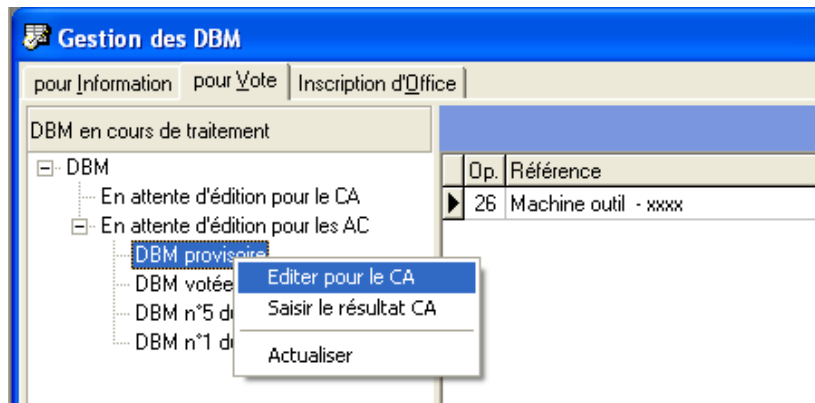 Gestion des DBM
pour Information pour Vote Inscription d'Office
DBM en cours de traitement
DBM
En attente d'édition pour le CA
En attente d'édition pour les AC
DBM provisoire
DBM votée
DBM n°5 du
DBM n°1 du
Editer pour le CA
Saisir le résultat CA
Actualiser
Op. Référence
26 Machine outil - xxxx